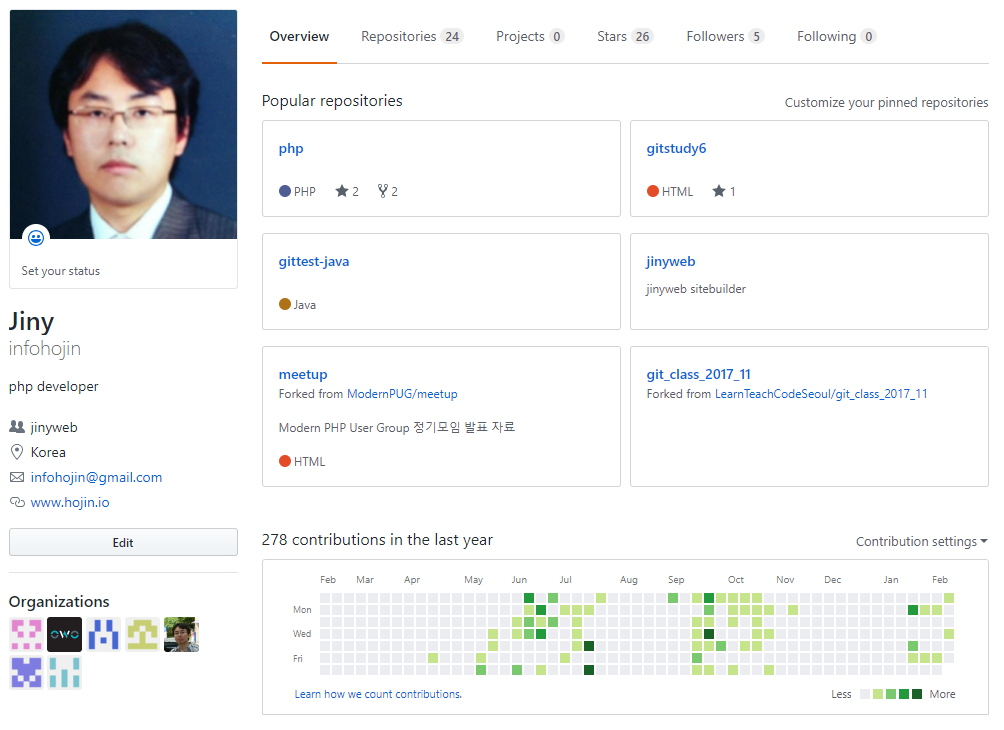 Overview Repositories 24 Projects 0 Stars 26 Followers 5 Following 0
Set your status
Jiny
infohojin
php developer
jinyweb
Korea
infohojin@gmail.com
www.hojin.io
Edit
Organizations
OWO
Popular repositories
Customize your pinned repositories
php
PHP 2 2
gitstudy6
HTML 1
gittest-java
Java
jinyweb
jinyweb sitebuilder
meetup
Forked from ModernPUG/meetup
Modern PHP User Group 정기모임 발표 자료
HTML
git_class_2017_11
Forked from LearnTeachCodeSeoul/git_class_2017_11
278 contributions in the last year
Contribution settings
Feb Mar Apr May Jun Jul Aug Sep Oct Nov Dec Jan Feb
Mon
Wed
Fri
Learn how we count contributions.
Less More